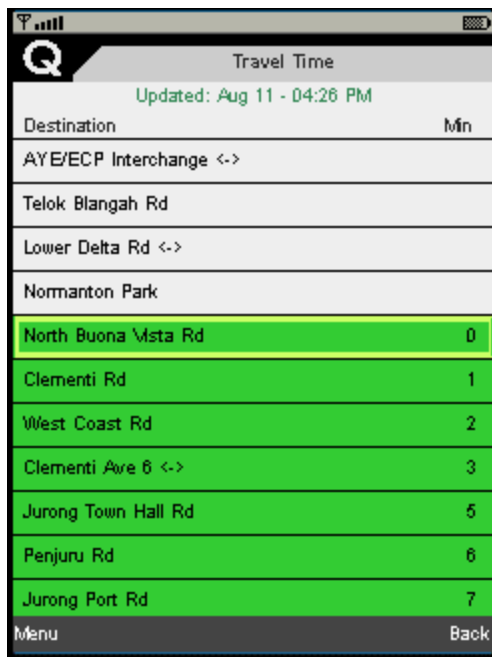 Q
Travel Time
Updated: Aug 11 - 04:26 PM
Destination Min
AYE/ECP Interchange <->
Telok Blangah Rd
Lower Delta Rd <->
Normanton Park
North Buona Vista Rd 0
Clementi Rd 1
West Coast Rd 2
Clementi Ave 6 <-> 3
Jurong Town Hall Rd 5
Penjuru Rd 6
Jurong Port Rd 7
Menu Back